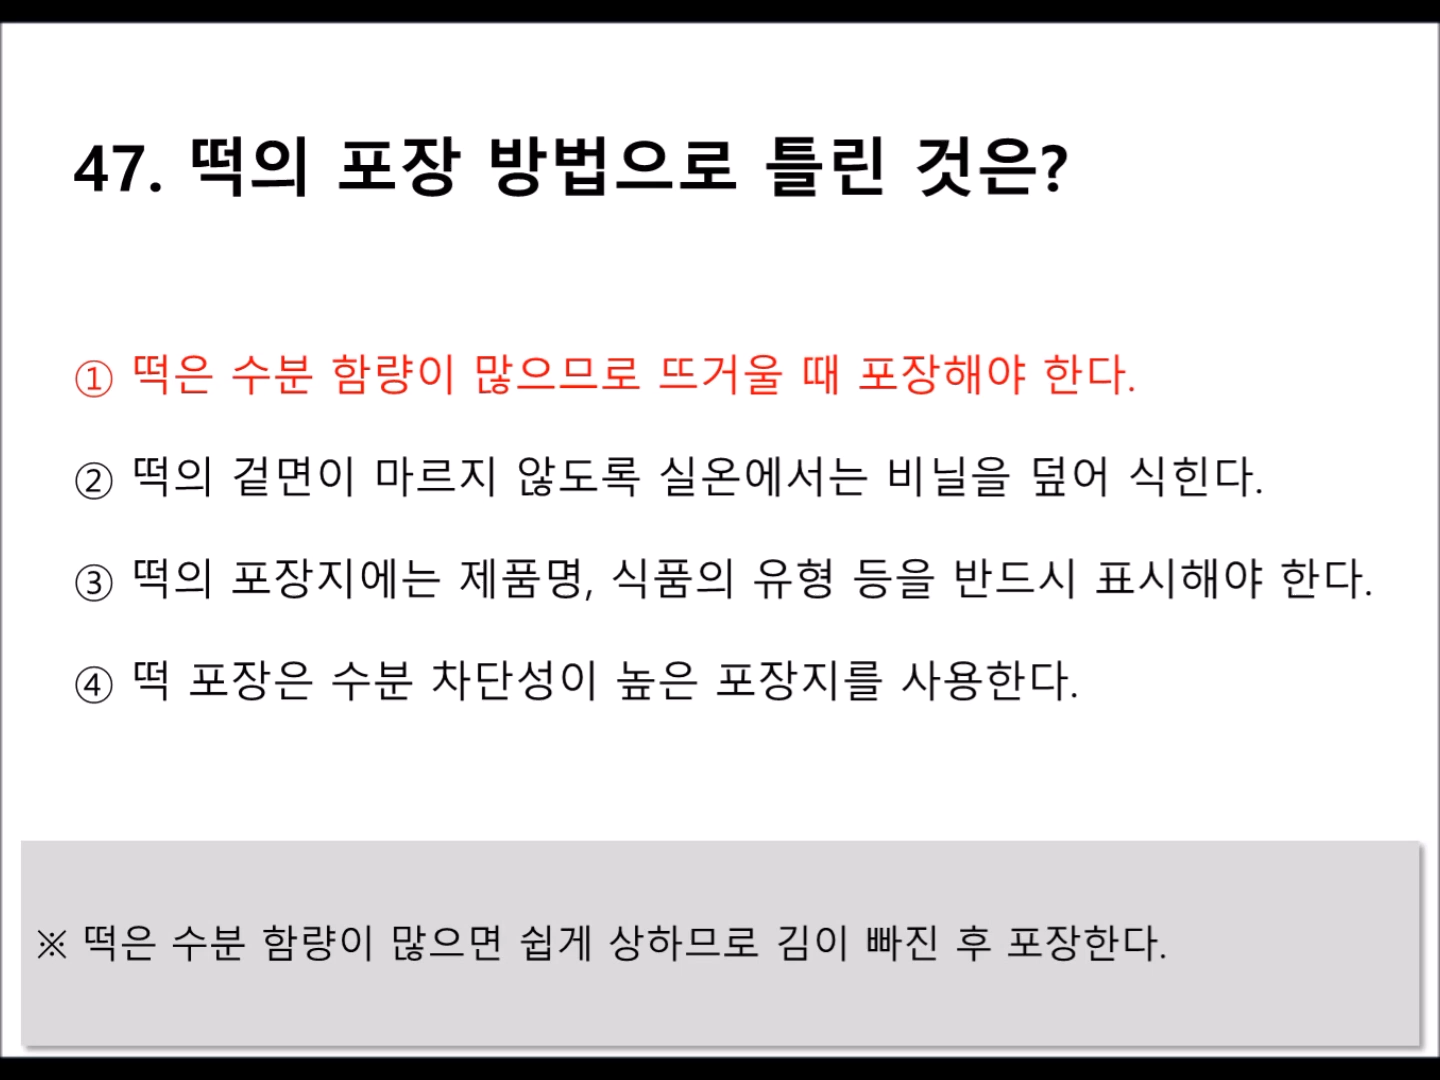 47. 떡의 포장 방법으로 틀린 것은?
① 떡은 수분 함량이 많으므로 뜨거울 때 포장해야 한다.
② 떡의 겉면이 마르지 않도록 실온에서는 비닐을 덮어 식힌다.
③ 떡의 포장지에는 제품명, 식품의 유형 등을 반드시 표시해야 한다.
④ 떡 포장은 수분 차단성이 높은 포장지를 사용한다.
※ 떡은 수분 함량이 많으면 쉽게 상하므로 김이 빠진 후 포장한다.